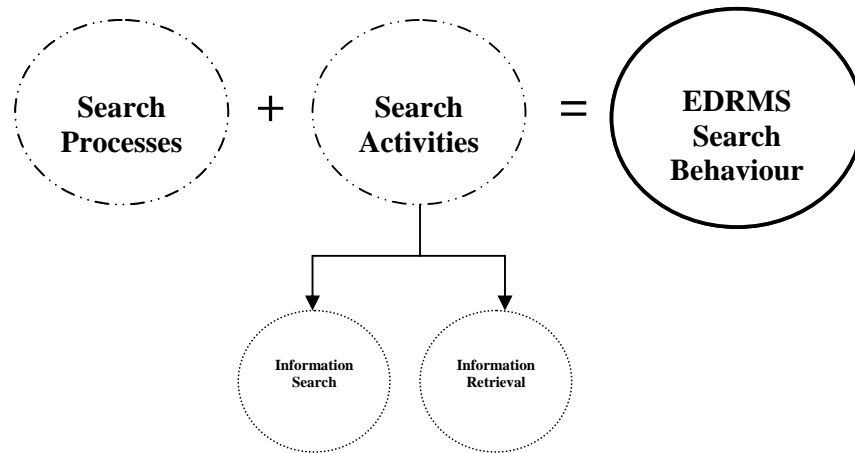 Search
Processes
+
Search
Activities
=
EDRMS
Search
Behaviour
Information
Search
Information
Retrieval